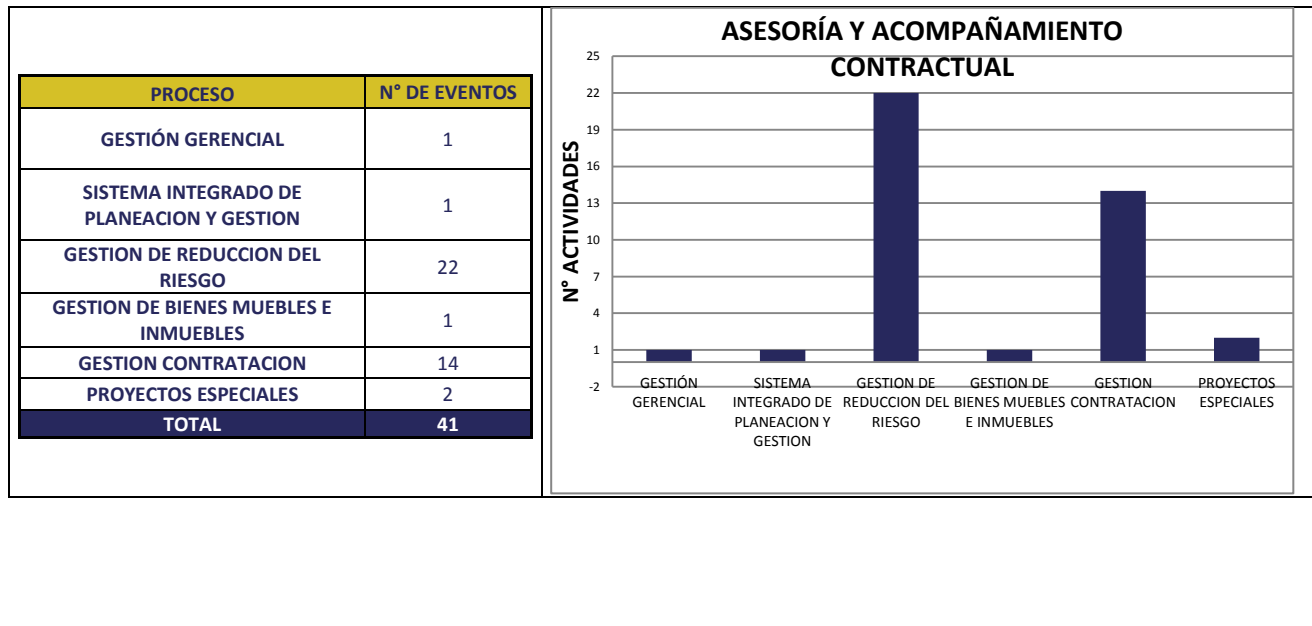 PROCESO N° DE EVENTOS
GESTIÓN GERENCIAL 1
SISTEMA INTEGRADO DE
PLANEACION Y GESTION 1
GESTION DE REDUCCION DEL
RIESGO 22
GESTION DE BIENES MUEBLES E
INMUEBLES 1
GESTION CONTRATACION 14
PROYECTOS ESPECIALES 2
TOTAL 41
ASESORÍA Y ACOMPAÑAMIENTO
CONTRACTUAL
N° ACTIVIDADES
25
22
19
16
13
10
7
4
1
-2
GESTIÓN
GERENCIAL
SISTEMA
INTEGRADO DE
PLANEACION Y
GESTION
GESTION DE
REDUCCION DEL
RIESGO
GESTION DE
BIENES MUEBLES
E INMUEBLES
GESTION
CONTRATACION
PROYECTOS
ESPECIALES